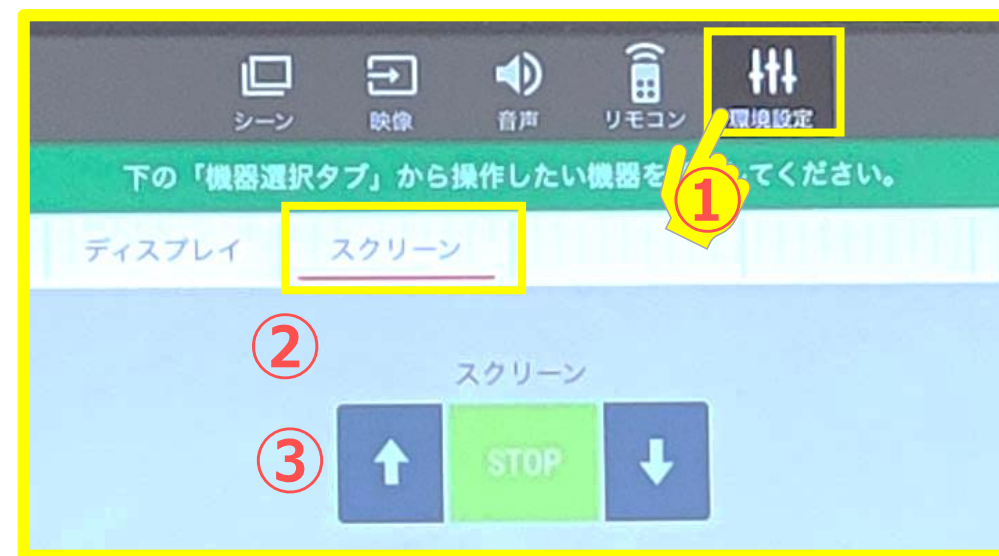 シーン 映像 音声 リモコン 環境設定
下の「機器選択タブ」から操作したい機器を てください。
①
ディスプレイ スクリーン
②
スクリーン
③ STOP